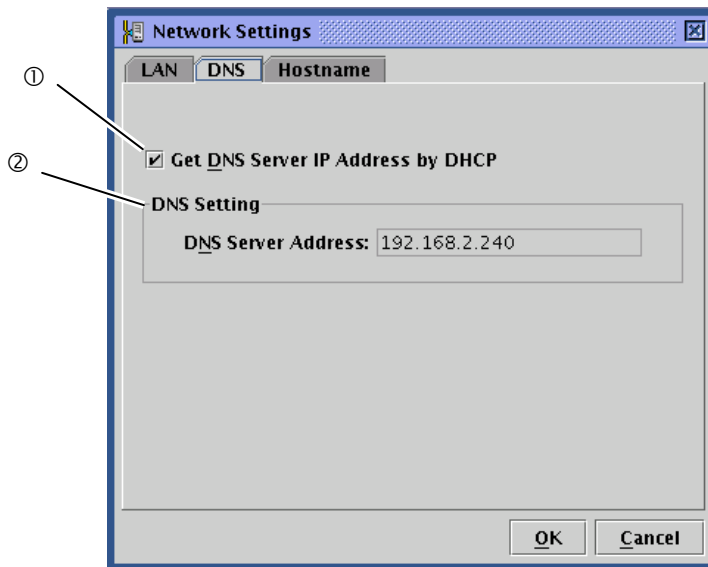 Network Settings
LAN DNS Hostname
①
Get DNS Server IP Address by DHCP
②
DNS Setting
DNS Server Address: 192.168.2.240
OK Cancel